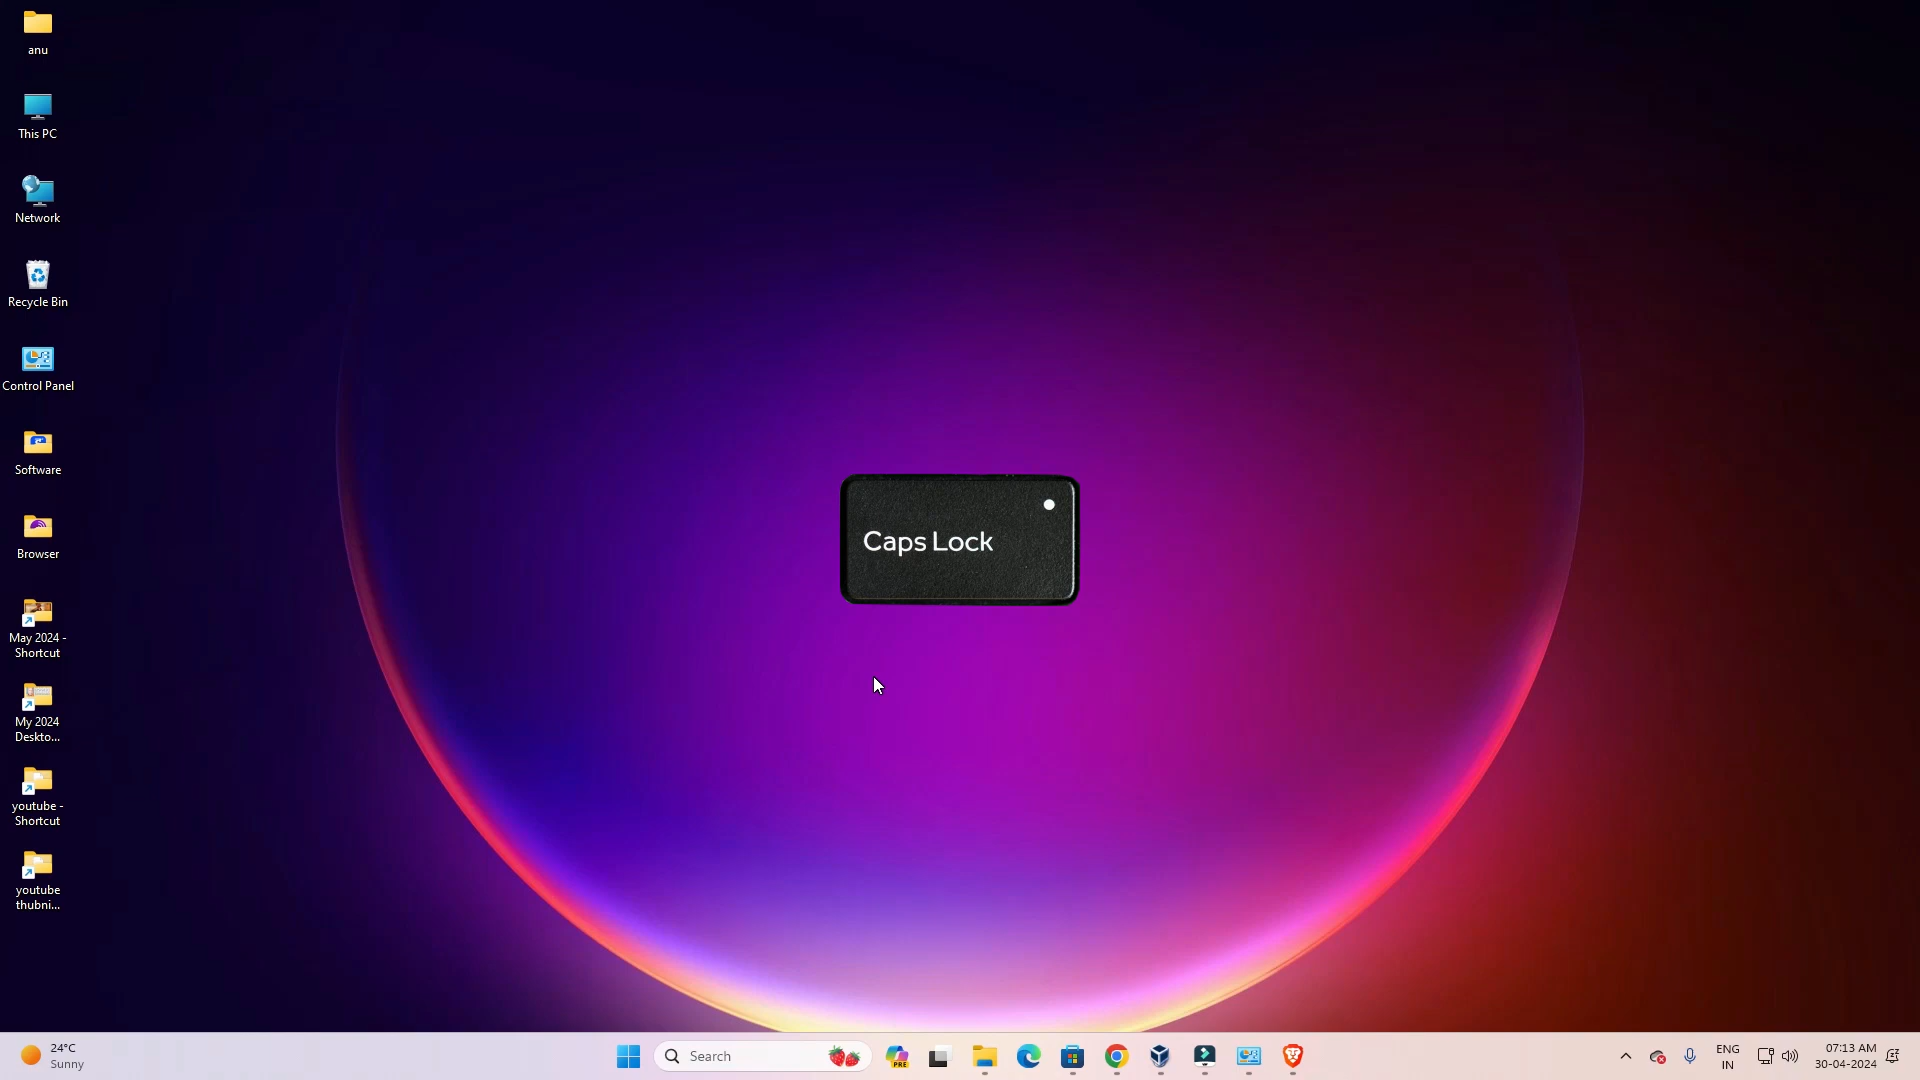 anu
This PC
Network
Recycle Bin
Control Panel
Software
Browser
May 2024 -
Shortcut
My 2024
Deskto...
youtube -
Shortcut
youtube
thubni...
Caps Lock
24°C
Sunny
Search
PRE
ENG
IN
07:13 AM
30-04-2024